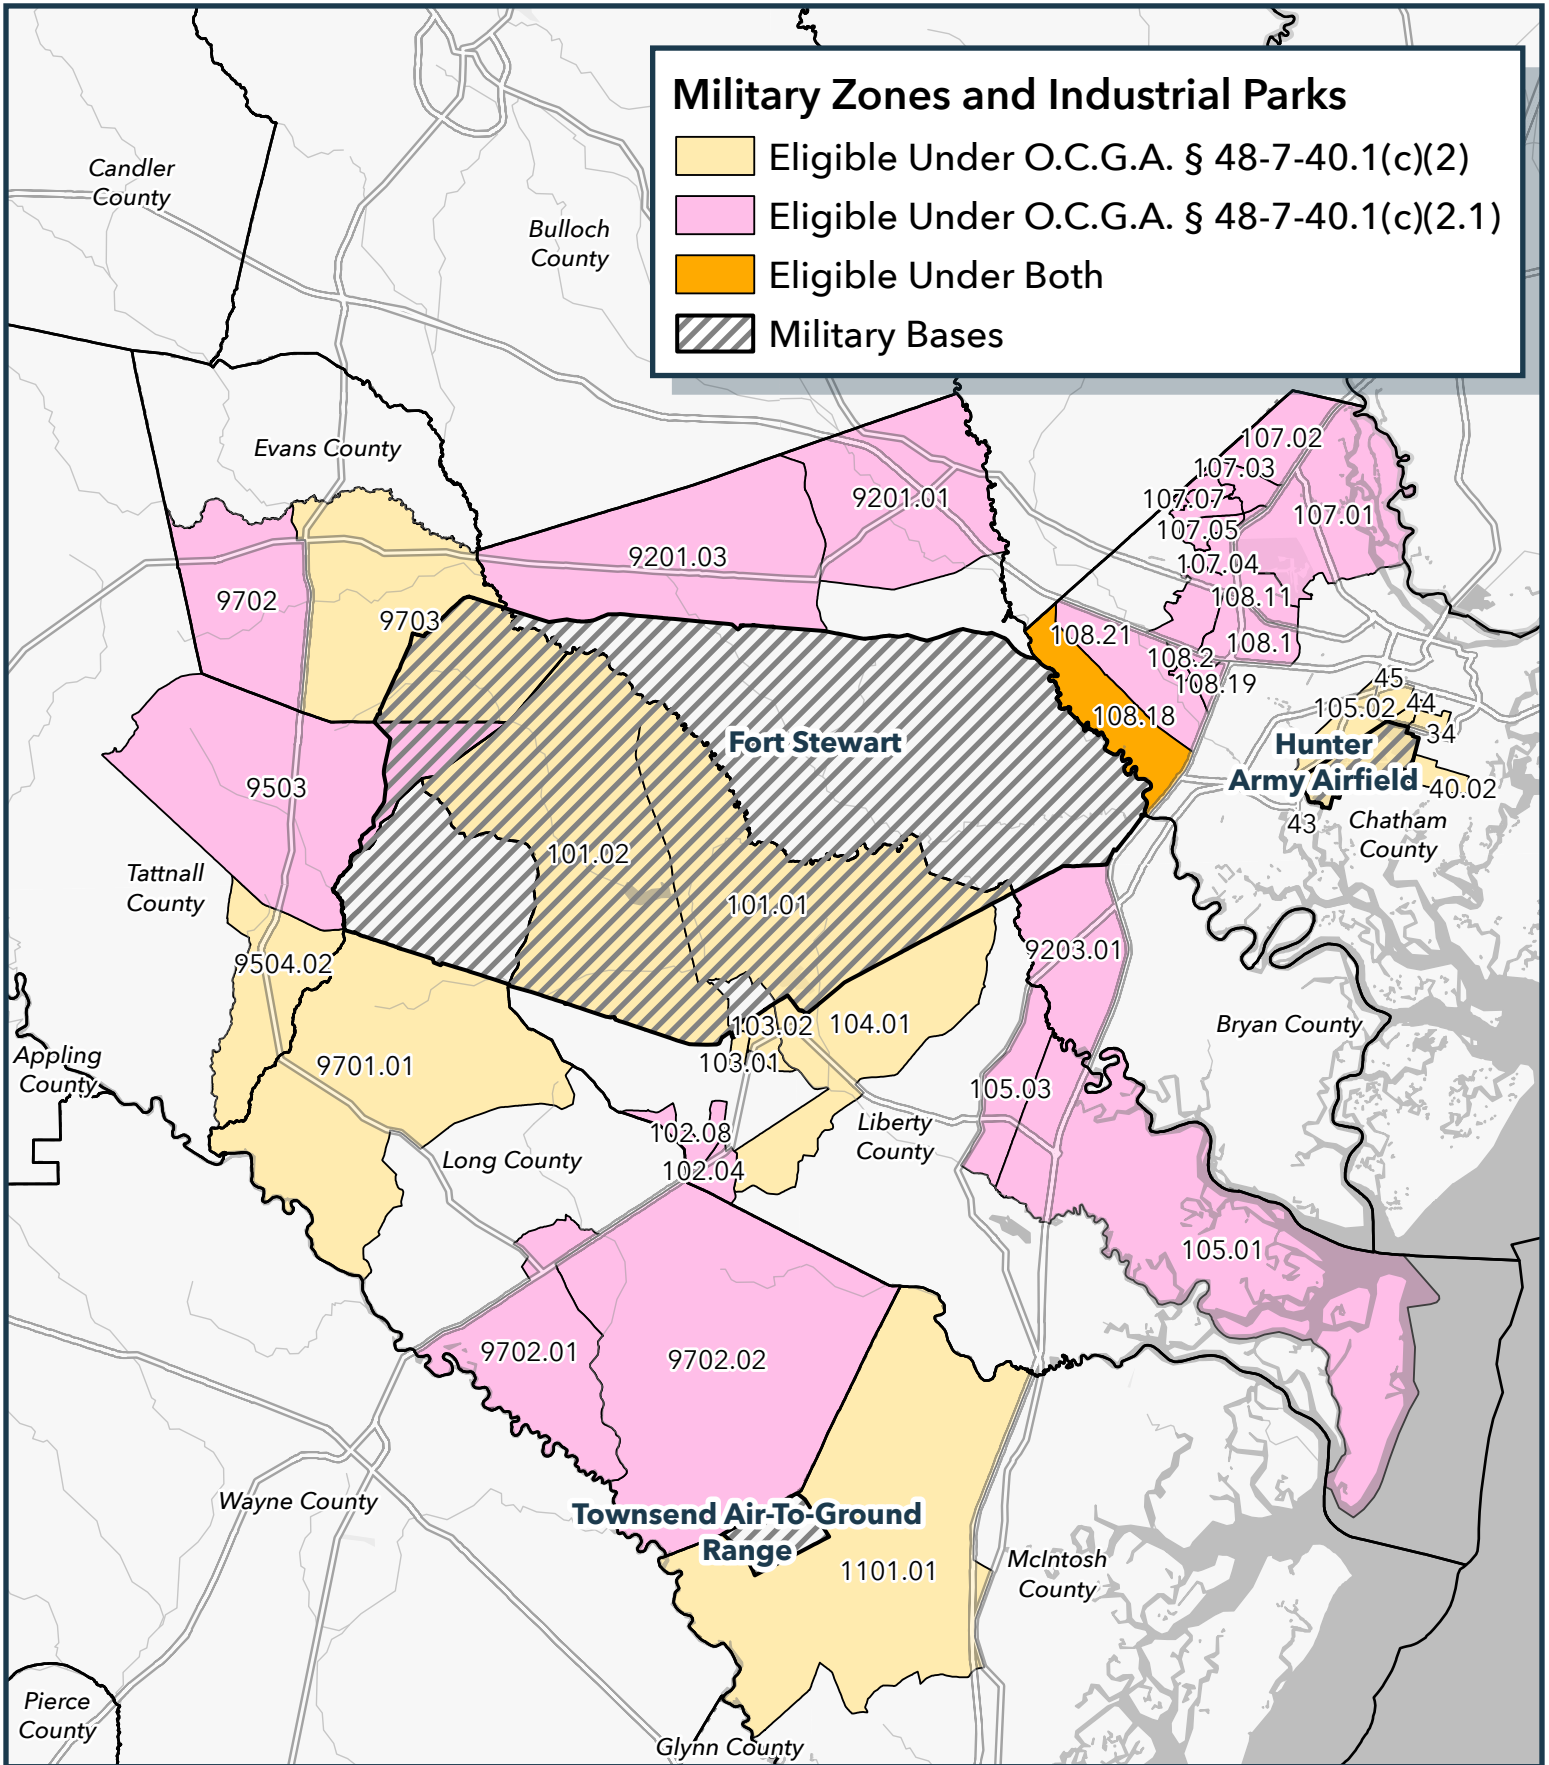 Military Zones and Industrial Parks
Eligible Under O.C.G.A. § 48-7-40.1(c)(2)
Eligible Under O.C.G.A. § 48-7-40.1(c)(2.1)
Eligible Under Both
Military Bases
Candler
County
Bulloch
County
Evans County
107.02
107.03
107.07
107.01
107.05
107.04
108.11
108.1
9201.01
9201.03
9702
9703
108.21
108.2
108.19
108.18
45
105.02
44
34
Fort Stewart
Hunter
Army Airfield
40.02
43
Chatham
County
9503
101.02
Tattnall
County
101.01
9203.01
9504.02
103.02
104.01
Bryan County
Appling
County
9701.01
103.01
105.03
Liberty
County
102.08
Long County
102.04
105.01
9702.01
9702.02
Wayne County
Townsend Air-To-Ground
Range
1101.01
McIntosh
County
Pierce
County
Glynn County